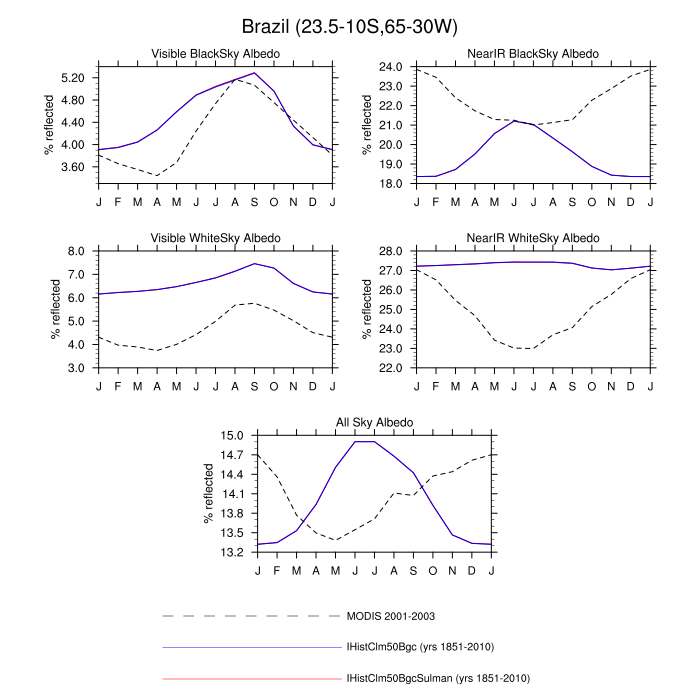 Brazil (23.5-10S,65-30W)
Visible BlackSky Albedo
% reflected
5.20
4.80
4.40
4.00
3.60
J F M A M J J A S O N D J
NearIR BlackSky Albedo
% reflected
24.0
23.0
22.0
21.0
20.0
19.0
18.0
J F M A M J J A S O N D J
Visible WhiteSky Albedo
% reflected
8.0
7.0
6.0
5.0
4.0
3.0
J F M A M J J A S O N D J
NearIR WhiteSky Albedo
% reflected
28.0
27.0
26.0
25.0
24.0
23.0
22.0
J F M A M J J A S O N D J
All Sky Albedo
% reflected
15.0
14.7
14.4
14.1
13.8
13.5
13.2
J F M A M J J A S O N D J
MODIS 2001-2003
IHistClm50Bgc (yrs 1851-2010)
IHistClm50BgcSulman (yrs 1851-2010)